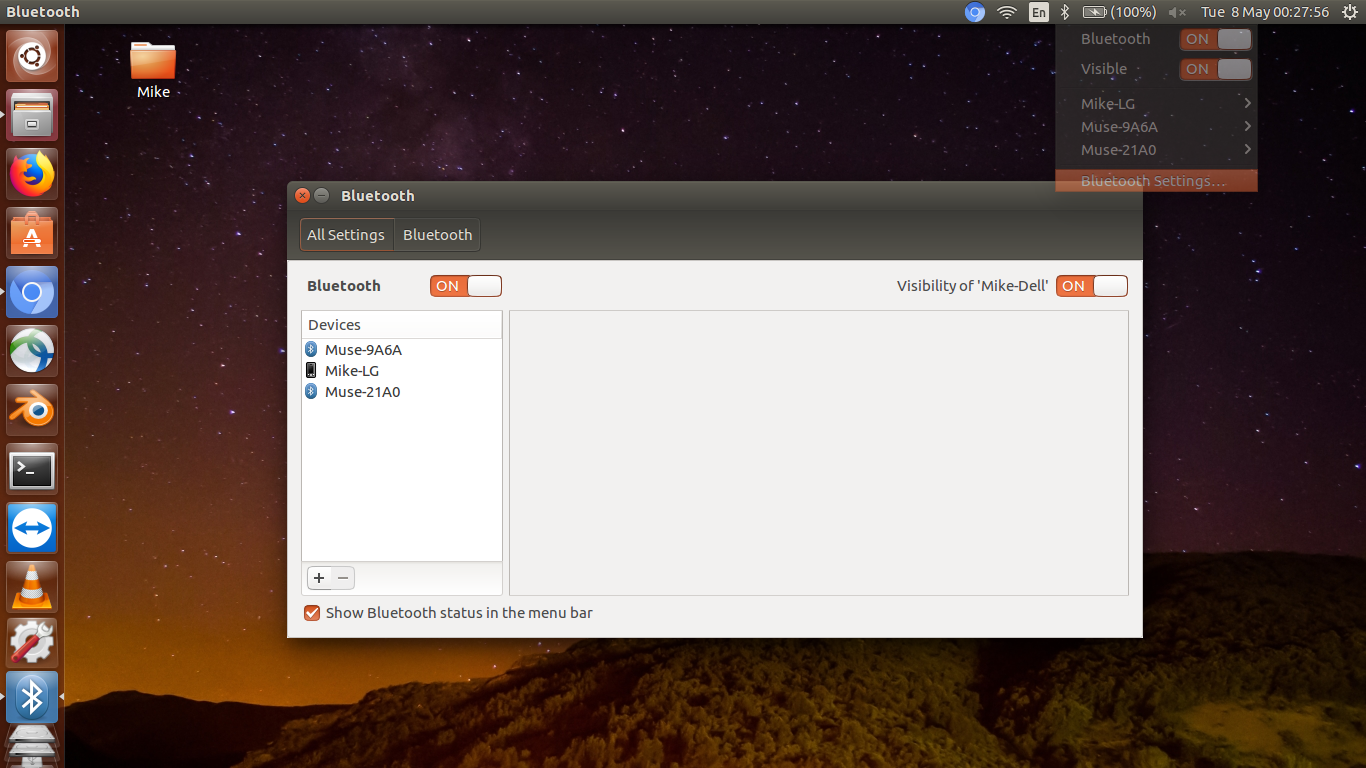 Bluetooth
En
(100%)
Tue 8 May 00:27:56
Mike
Bluetooth ON
Visible ON
Mike-LG
Muse-9A6A
Muse-21A0
Bluetooth Settings...
Bluetooth
All Settings
Bluetooth
Bluetooth ON
Visibility of 'Mike-Dell' ON
Devices
Muse-9A6A
Mike-LG
Muse-21A0
Show Bluetooth status in the menu bar